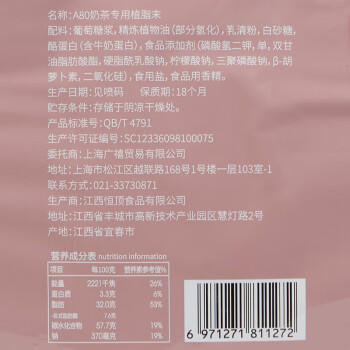 名称：A80奶茶专用植脂末
配料：葡萄糖浆，精炼植物油（部分氢化），乳清粉，白砂糖，
酪蛋白（含牛奶蛋白），食品添加剂（磷酸氢二钾，单，双甘
油脂肪酸酯，硬脂酰乳酸钠，柠檬酸钠，三聚磷酸钠，β-胡
萝卜素，二氧化硅），食用盐，食品用香精。
生产日期：见喷码 保质期：18个月
贮存条件：存储于阴凉干燥处。
产品标准号：QB/T 4791
生产许可证编号：SC12336098100075
委托商：上海广禧贸易有限公司
地址：上海市松江区越联路168号1号楼一层103-1
联系方式：021-33730871
生产商：江西恒顶食品有限公司
地址：江西省丰城市高新技术产业园区慧灯路2号
产地：江西省宜春市
营养成分表 nutrition information
项目 每100克 营养素参考值%
能量 2221千焦 26%
蛋白质 3.3克 6%
脂肪 32.0克 53%
-反式脂肪酸 7.6克
碳水化合物 57.7克 19%
钠 370毫克 19%
6 971271 811272